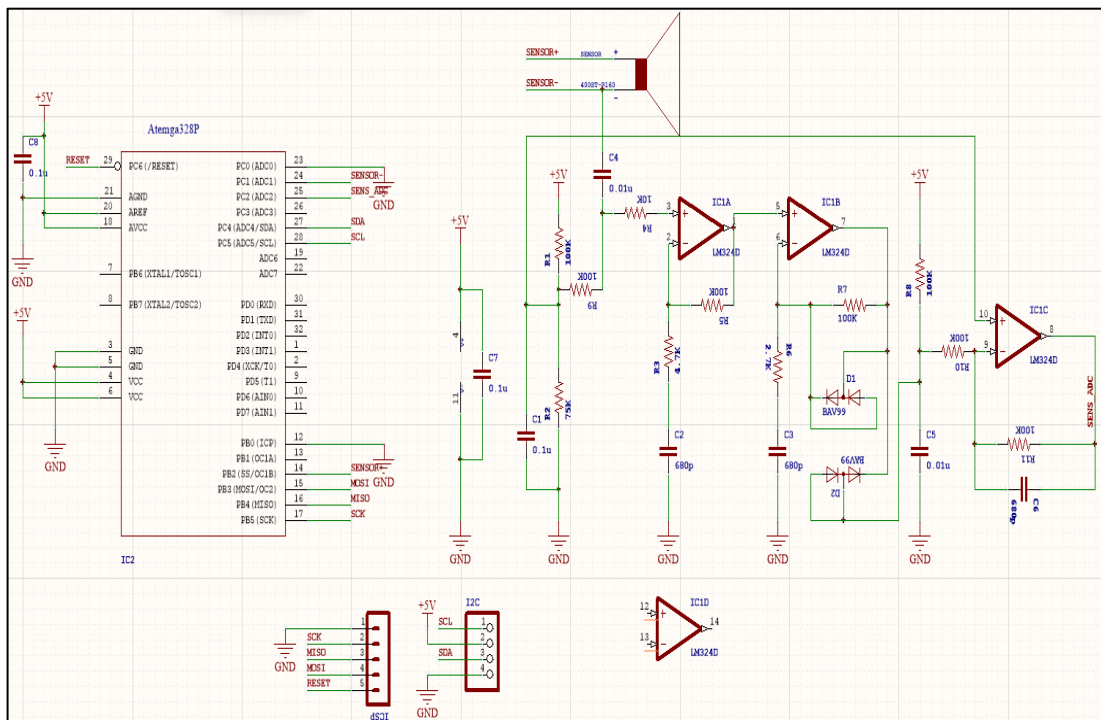 +5V
C8
0.1u
GND
Atemga328P
RESET
29
PC6(/RESET)
21
AGND
20
AREF
18
AVCC
7
PB6(XTAL1/TOSC1)
8
PB7(XTAL2/TOSC2)
+5V
3
GND
5
GND
4
VCC
6
VCC
GND
PC0(ADC0)
23
PC1(ADC1)
24
SENSOR-
PC2(ADC2)
25
SENS_ADC
GND
PC3(ADC3)
26
PC4(ADC4/SDA)
27
SDA
PC5(ADC5/SCL)
28
SCL
ADC6
19
ADC7
22
PD0(RXD)
30
PD1(TXD)
31
PD2(INT0)
32
PD3(INT1)
1
PD4(XCK/T0)
2
PD5(T1)
9
PD6(AIN0)
10
PD7(AIN1)
11
PB0(ICP)
12
PB1(OC1A)
13
PB2(SS/OC1B)
14
SENSOR+
GND
PB3(MOSI/OC2)
15
MOSI
PB4(MISO)
16
MISO
PB5(SCK)
17
SCK
IC2
+5V
4
11
C7
0.1u
GND
SENSOR+
SENSOR
+
SENSOR-
400ST-R160
-
C4
0.01u
+5V
R1
100K
R9
100K
R2
75K
C1
0.1u
GND
R4
10K
IC1A
3
2
1
LM324D
R5
100K
R3
C2
680p
GND
IC1B
5
6
7
LM324D
R7
100K
R6
2.7K
C3
680p
GND
D1
BAV99
BAV99
D2
+5V
R8
100K
C5
0.01u
GND
R10
100K
IC1C
10
9
8
LM324D
R11
100K
C6
680p
SENS_ADC
1
SCK
2
MISO
3
MOSI
4
RESET
5
GND
ICSP
+5V
I2C
SCL
1
2
SDA
3
4
GND
IC1D
12
13
14
LM324D